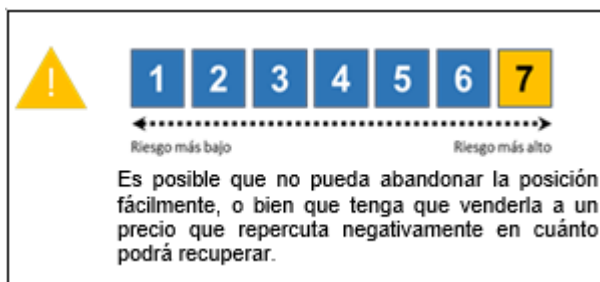 !
1 2 3 4 5 6 7
Riesgo más bajo Riesgo más alto
Es posible que no pueda abandonar la posición
fácilmente, o bien que tenga que venderla a un
precio que repercuta negativamente en cuánto
podrá recuperar.